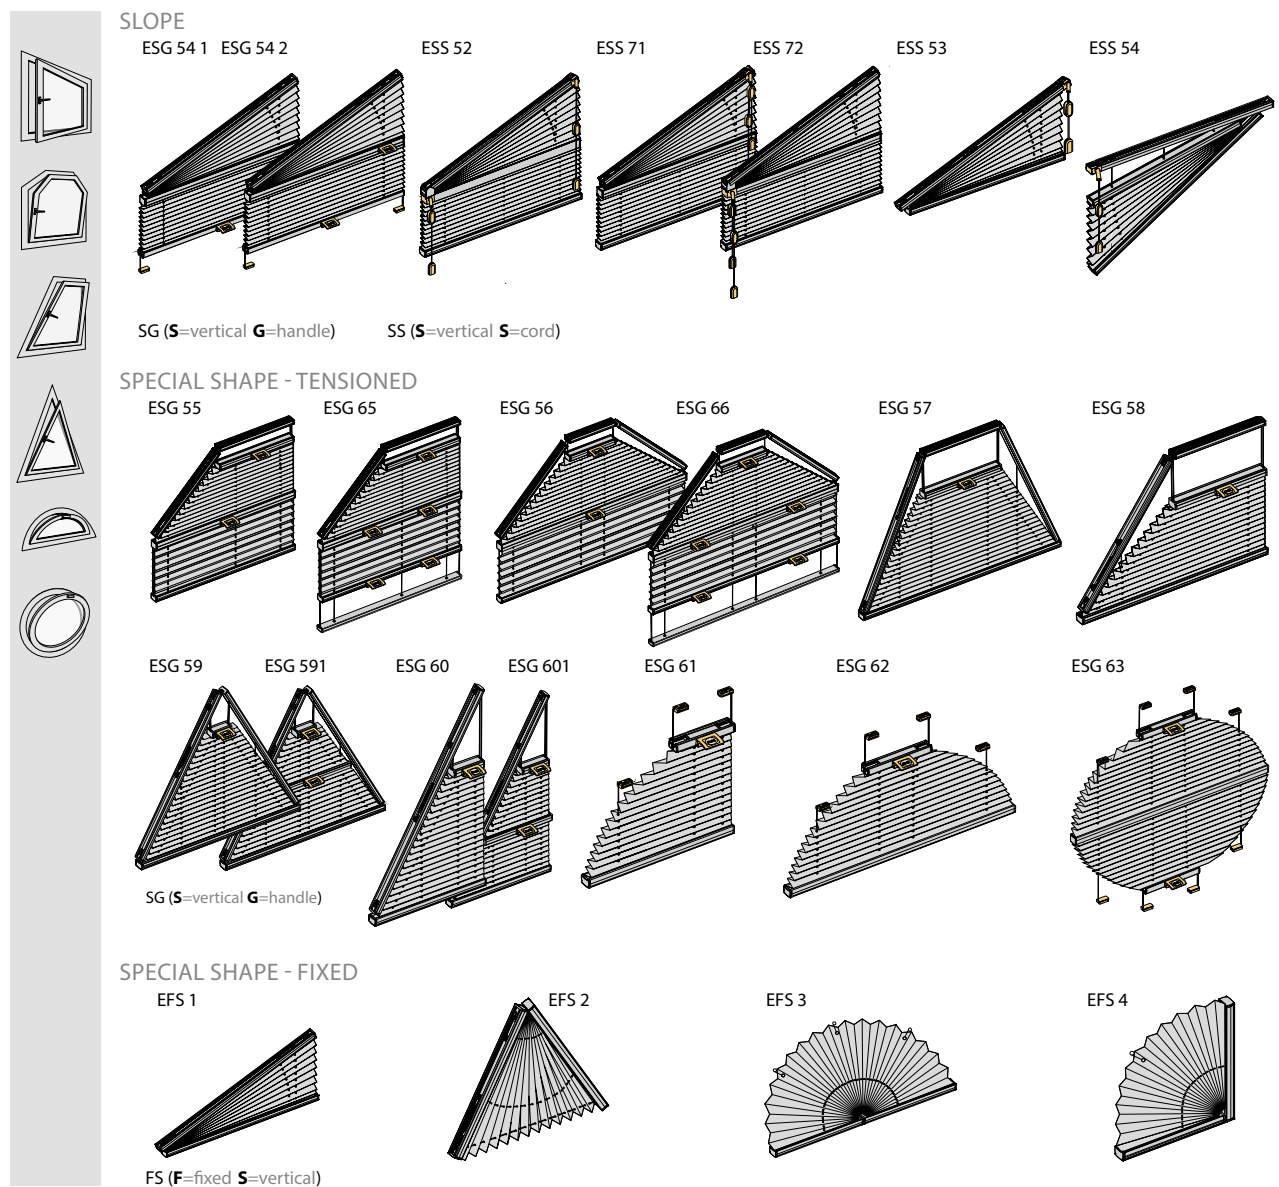 SLOPE
ESG 54 1 ESG 54 2 ESS 52 ESS 71 ESS 72 ESS 53 ESS 54
SG (S=vertical G=handle) SS (S=vertical S=cord)
SPECIAL SHAPE - TENSIONED
ESG 55 ESG 65 ESG 56 ESG 66 ESG 57 ESG 58
ESG 59 ESG 591 ESG 60 ESG 601 ESG 61 ESG 62 ESG 63
SG (S=vertical G=handle)
SPECIAL SHAPE - FIXED
EFS 1 EFS 2 EFS 3 EFS 4
FS (F=fixed S=vertical)